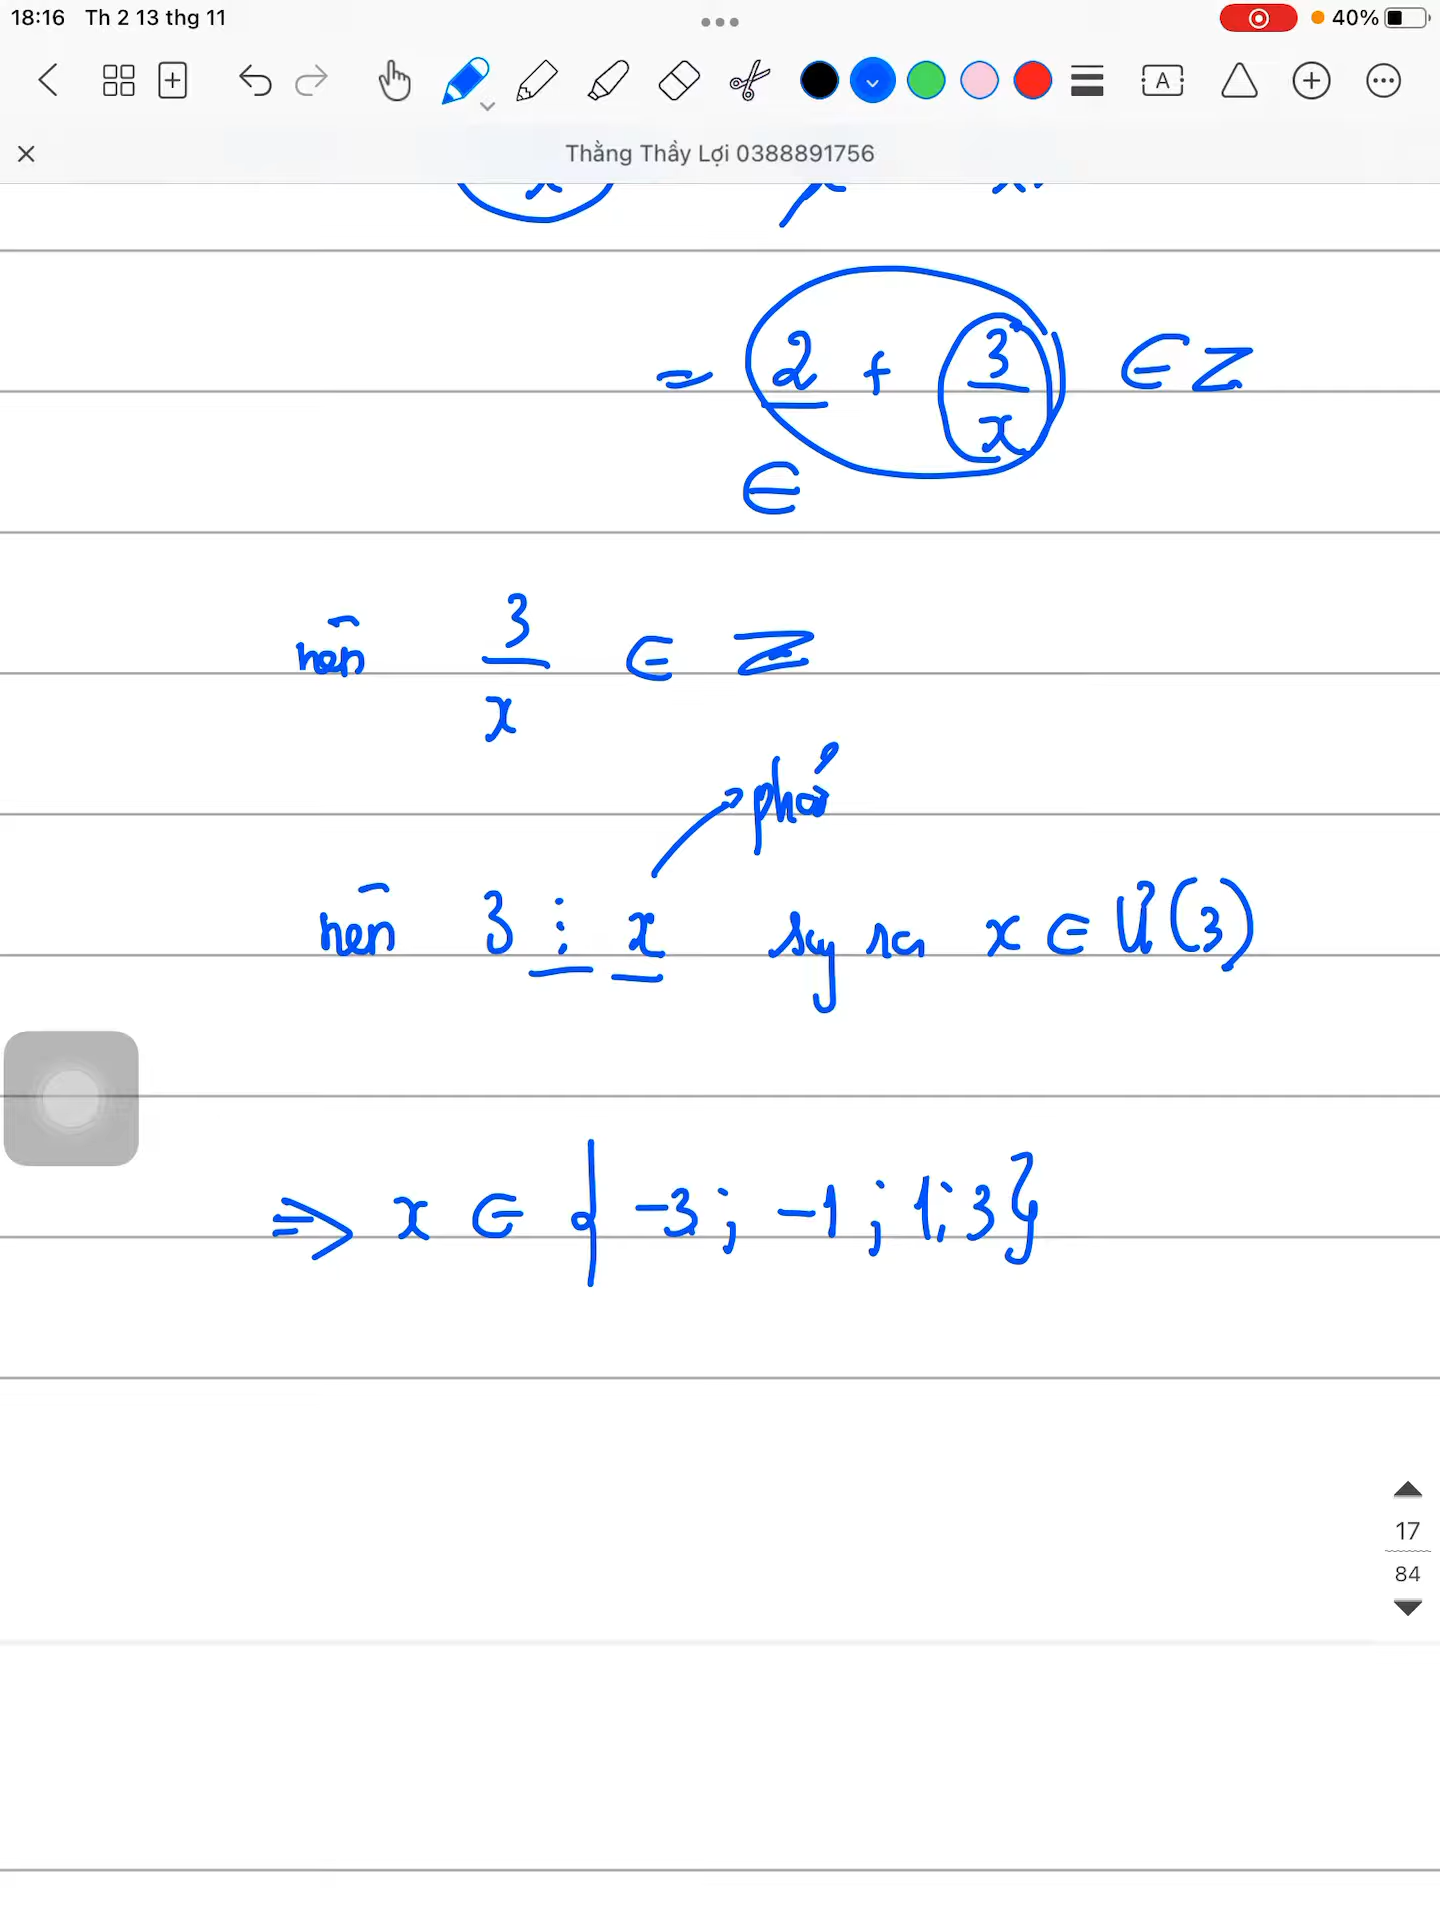 18:16 Th 2 13 thg 11 40%
A
Thằng Thầy Lợi 0388891756
x x x
= 2 + 3/x ∈ Z
∈
nên 3/x ∈ Z
nên 3 ⋮ x suy ra x ∈ Ư(3)
⇒ x ∈ { -3; -1; 1; 3}
17
84